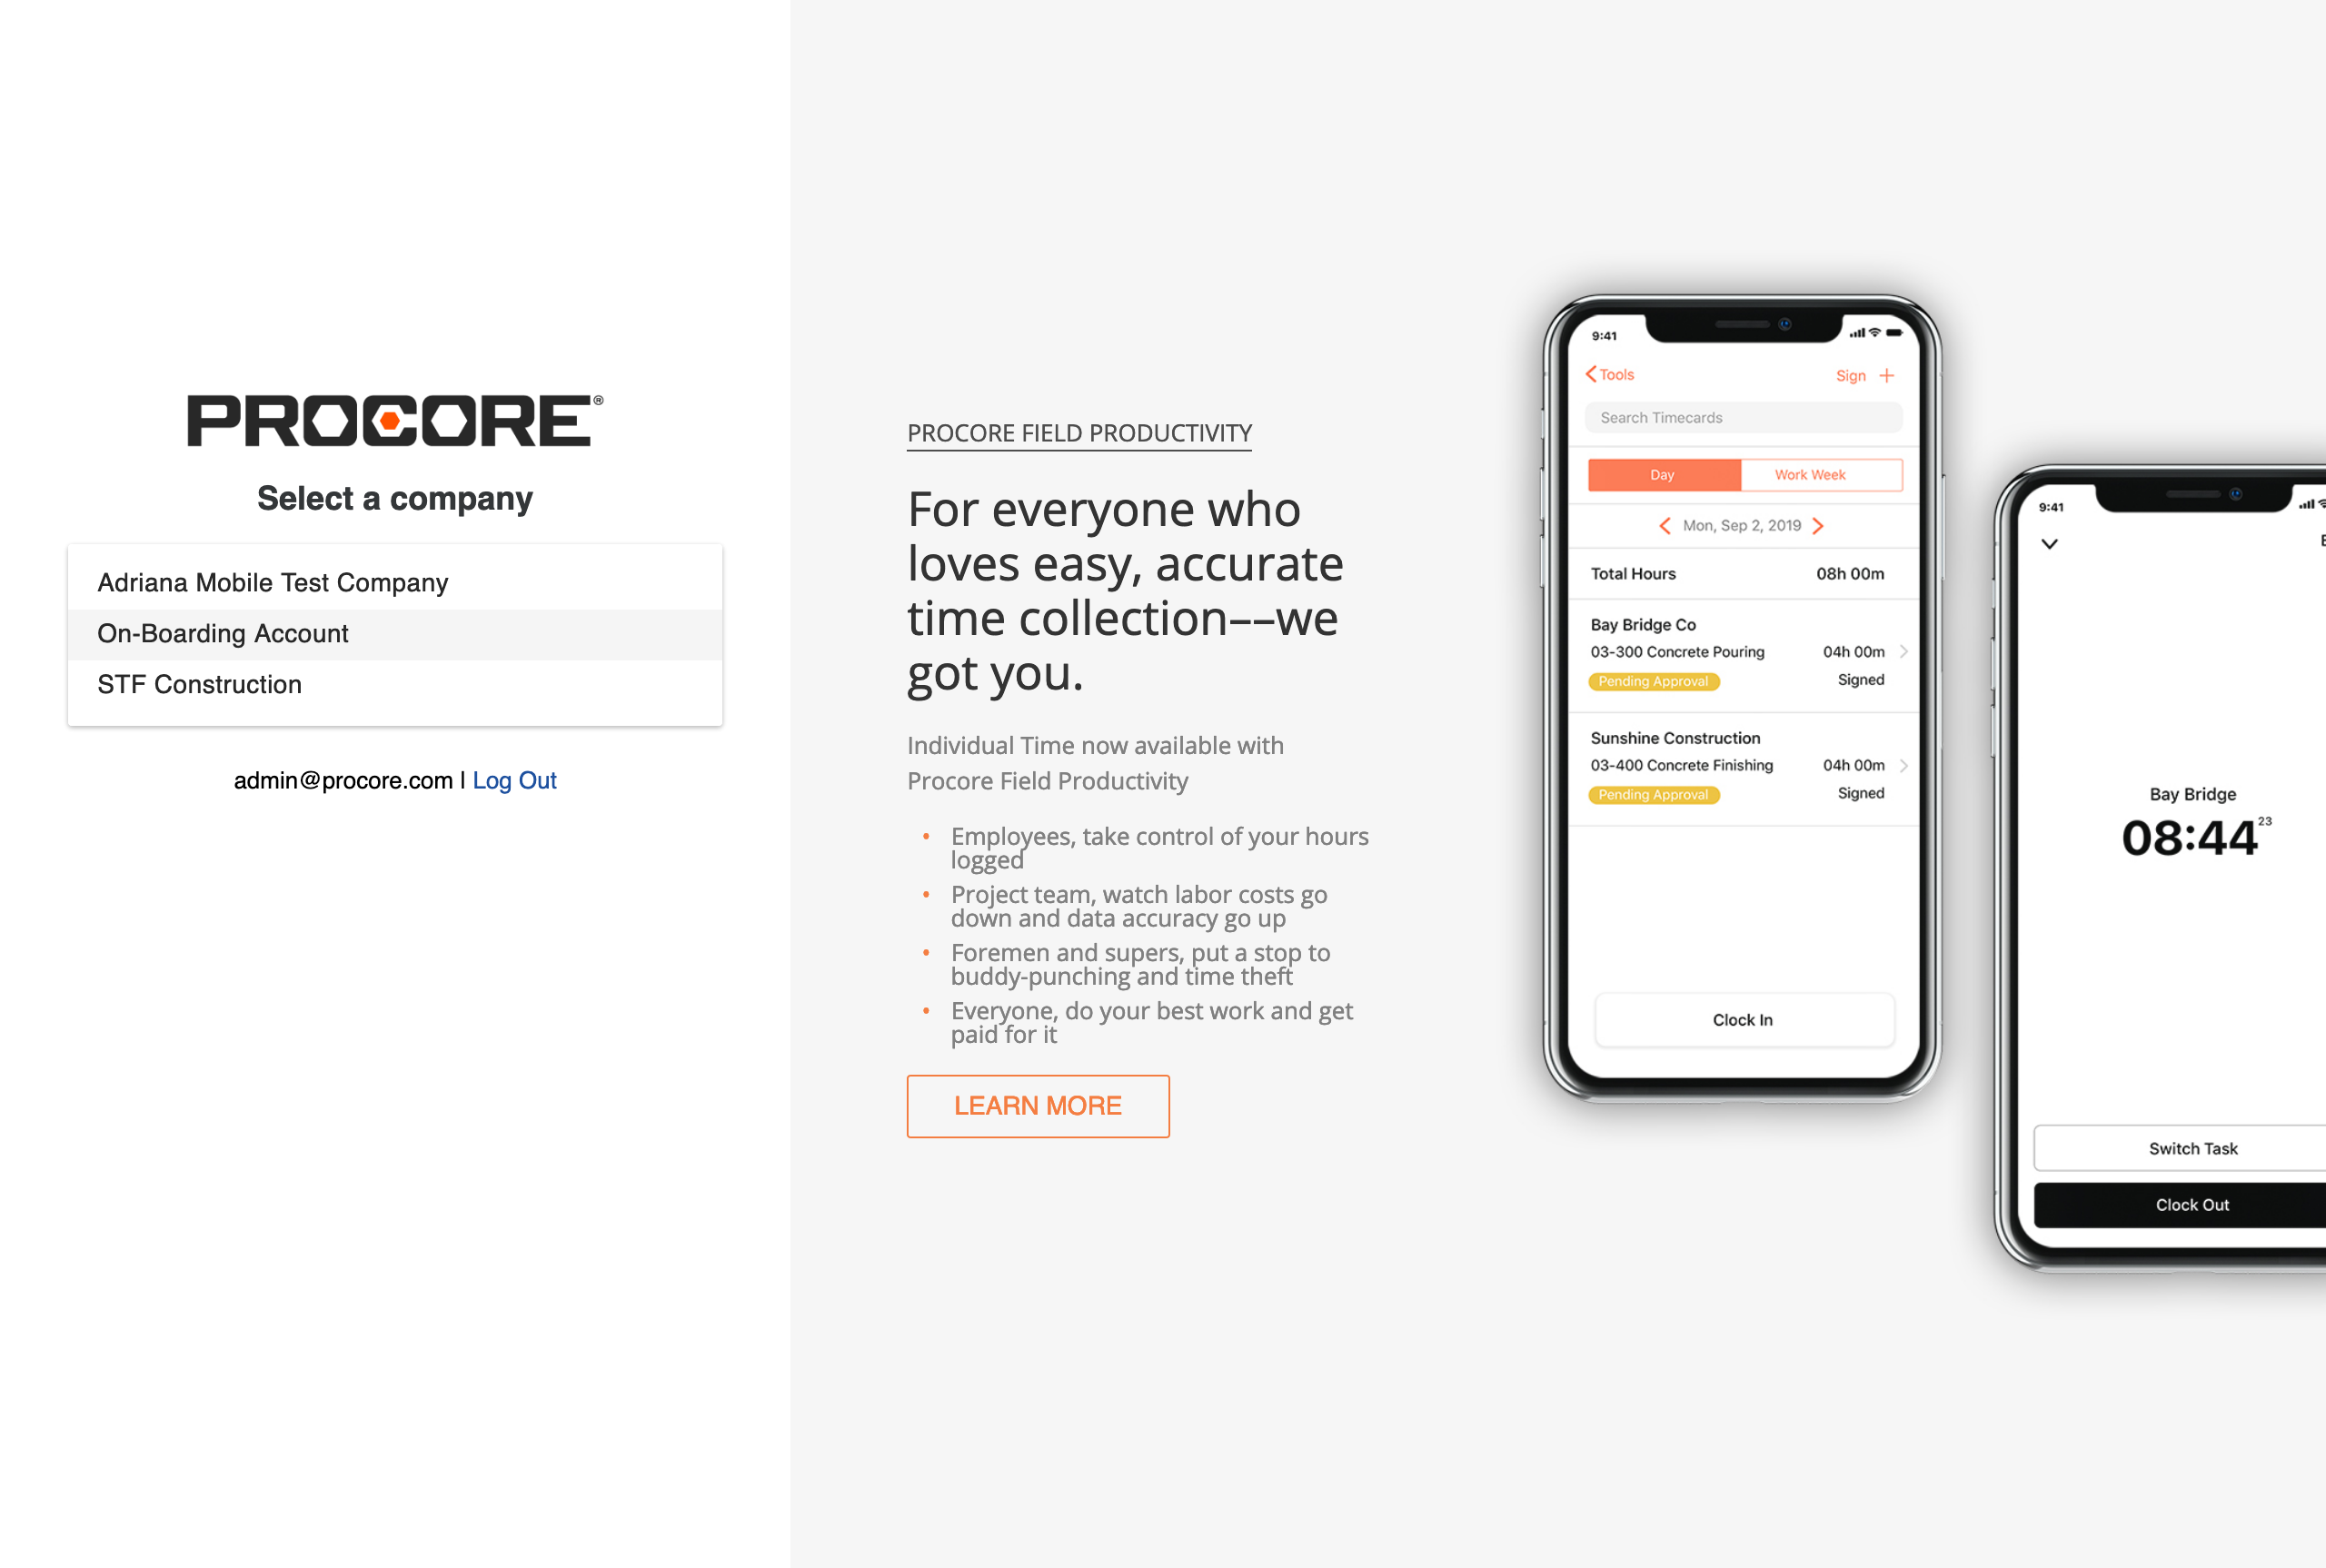 PROCORE®
Select a company
Adriana Mobile Test Company
On-Boarding Account
STF Construction
admin@procore.com | Log Out
PROCORE FIELD PRODUCTIVITY
For everyone who
loves easy, accurate
time collection––we
got you.
Individual Time now available with
Procore Field Productivity
• Employees, take control of your hours
logged
• Project team, watch labor costs go
down and data accuracy go up
• Foremen and supers, put a stop to
buddy-punching and time theft
• Everyone, do your best work and get
paid for it
LEARN MORE
9:41
Tools
Sign +
Search Timecards
Day
Work Week
Mon, Sep 2, 2019
Total Hours 08h 00m
Bay Bridge Co
03-300 Concrete Pouring 04h 00m
Pending Approval Signed
Sunshine Construction
03-400 Concrete Finishing 04h 00m
Pending Approval Signed
Clock In
9:41
Bay Bridge
08:44 23
Switch Task
Clock Out